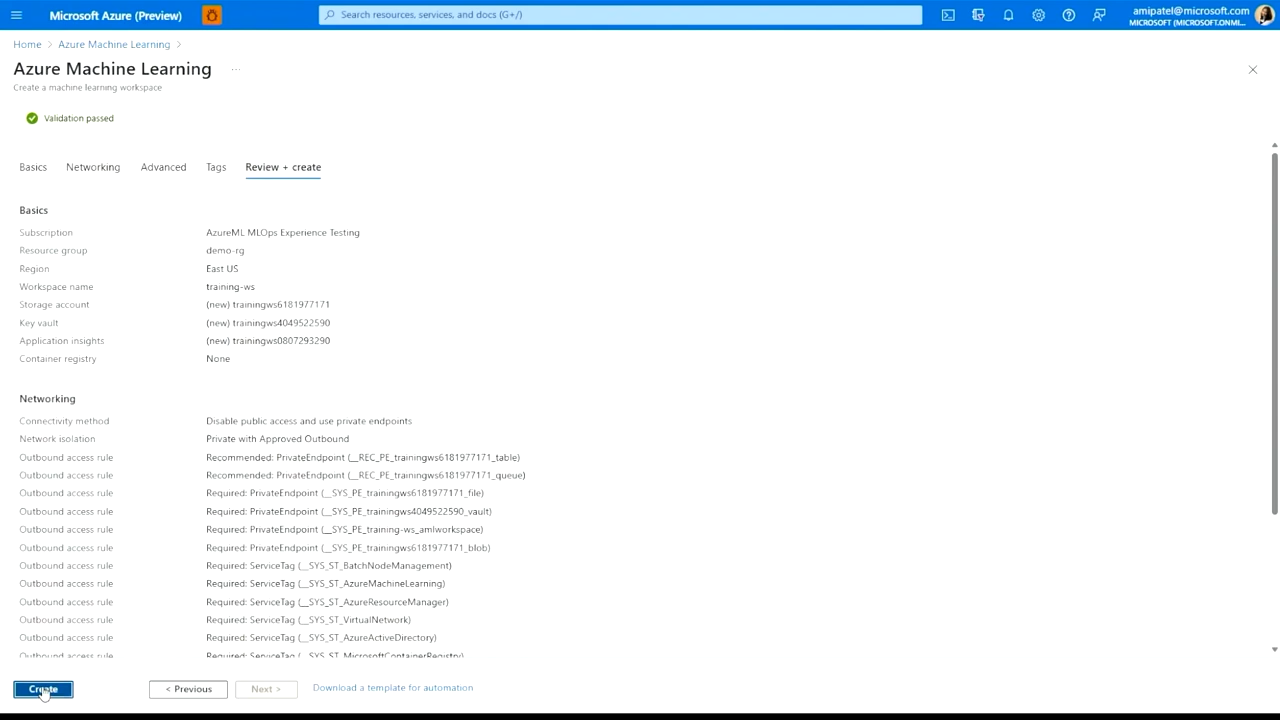 Microsoft Azure (Preview)
Search resources, services, and docs (G+/)
amipatel@microsoft.com
MICROSOFT (MICROSOFT.ONMI...
Home > Azure Machine Learning >
Azure Machine Learning ...
Create a machine learning workspace
Validation passed
Basics Networking Advanced Tags Review + create
Basics
Subscription AzureML MLOps Experience Testing
Resource group demo-rg
Region East US
Workspace name training-ws
Storage account (new) trainingws6181977171
Key vault (new) trainingws4049522590
Application insights (new) trainingws0807293290
Container registry None
Networking
Connectivity method Disable public access and use private endpoints
Network isolation Private with Approved Outbound
Outbound access rule Recommended: PrivateEndpoint (__REC_PE_trainingws6181977171_table)
Outbound access rule Recommended: PrivateEndpoint (__REC_PE_trainingws6181977171_queue)
Outbound access rule Required: PrivateEndpoint (__SYS_PE_trainingws6181977171_file)
Outbound access rule Required: PrivateEndpoint (__SYS_PE_trainingws4049522590_vault)
Outbound access rule Required: PrivateEndpoint (__SYS_PE_training-ws_amlworkspace)
Outbound access rule Required: PrivateEndpoint (__SYS_PE_trainingws6181977171_blob)
Outbound access rule Required: ServiceTag (__SYS_ST_BatchNodeManagement)
Outbound access rule Required: ServiceTag (__SYS_ST_AzureMachineLearning)
Outbound access rule Required: ServiceTag (__SYS_ST_AzureResourceManager)
Outbound access rule Required: ServiceTag (__SYS_ST_VirtualNetwork)
Outbound access rule Required: ServiceTag (__SYS_ST_AzureActiveDirectory)
Outbound access rule Required: ServiceTag (__SYS_ST_MicrosoftContainerRegistry)
Create < Previous Next > Download a template for automation